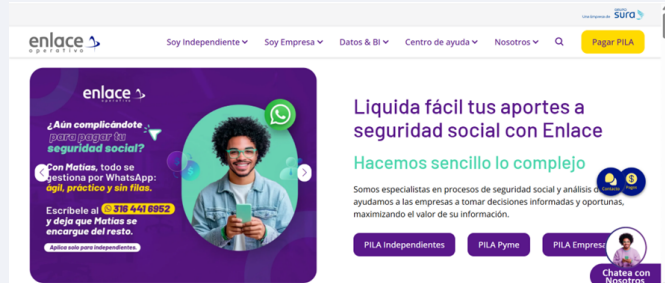 Una empresa de
GRUPO
sura
enlace
operativo
Soy Independiente
Soy Empresa
Datos & BI
Centro de ayuda
Nosotros
Pagar PILA
enlace
operativo
¿Aún complicándote
para pagar tu
seguridad social?
Con Matías, todo se
gestiona por WhatsApp:
ágil, práctico y sin filas.
Escríbele al 316 441 6952
y deja que Matías se
encargue del resto.
Aplica solo para independientes.
Liquida fácil tus aportes a
seguridad social con Enlace
Hacemos sencillo lo complejo
Somos especialistas en procesos de seguridad social y análisis
ayudamos a las empresas a tomar decisiones informadas y oportunas,
maximizando el valor de su información.
Contacto
Pagos
PILA Independientes
PILA Pyme
PILA Empresa
Chatea con
Nosotros